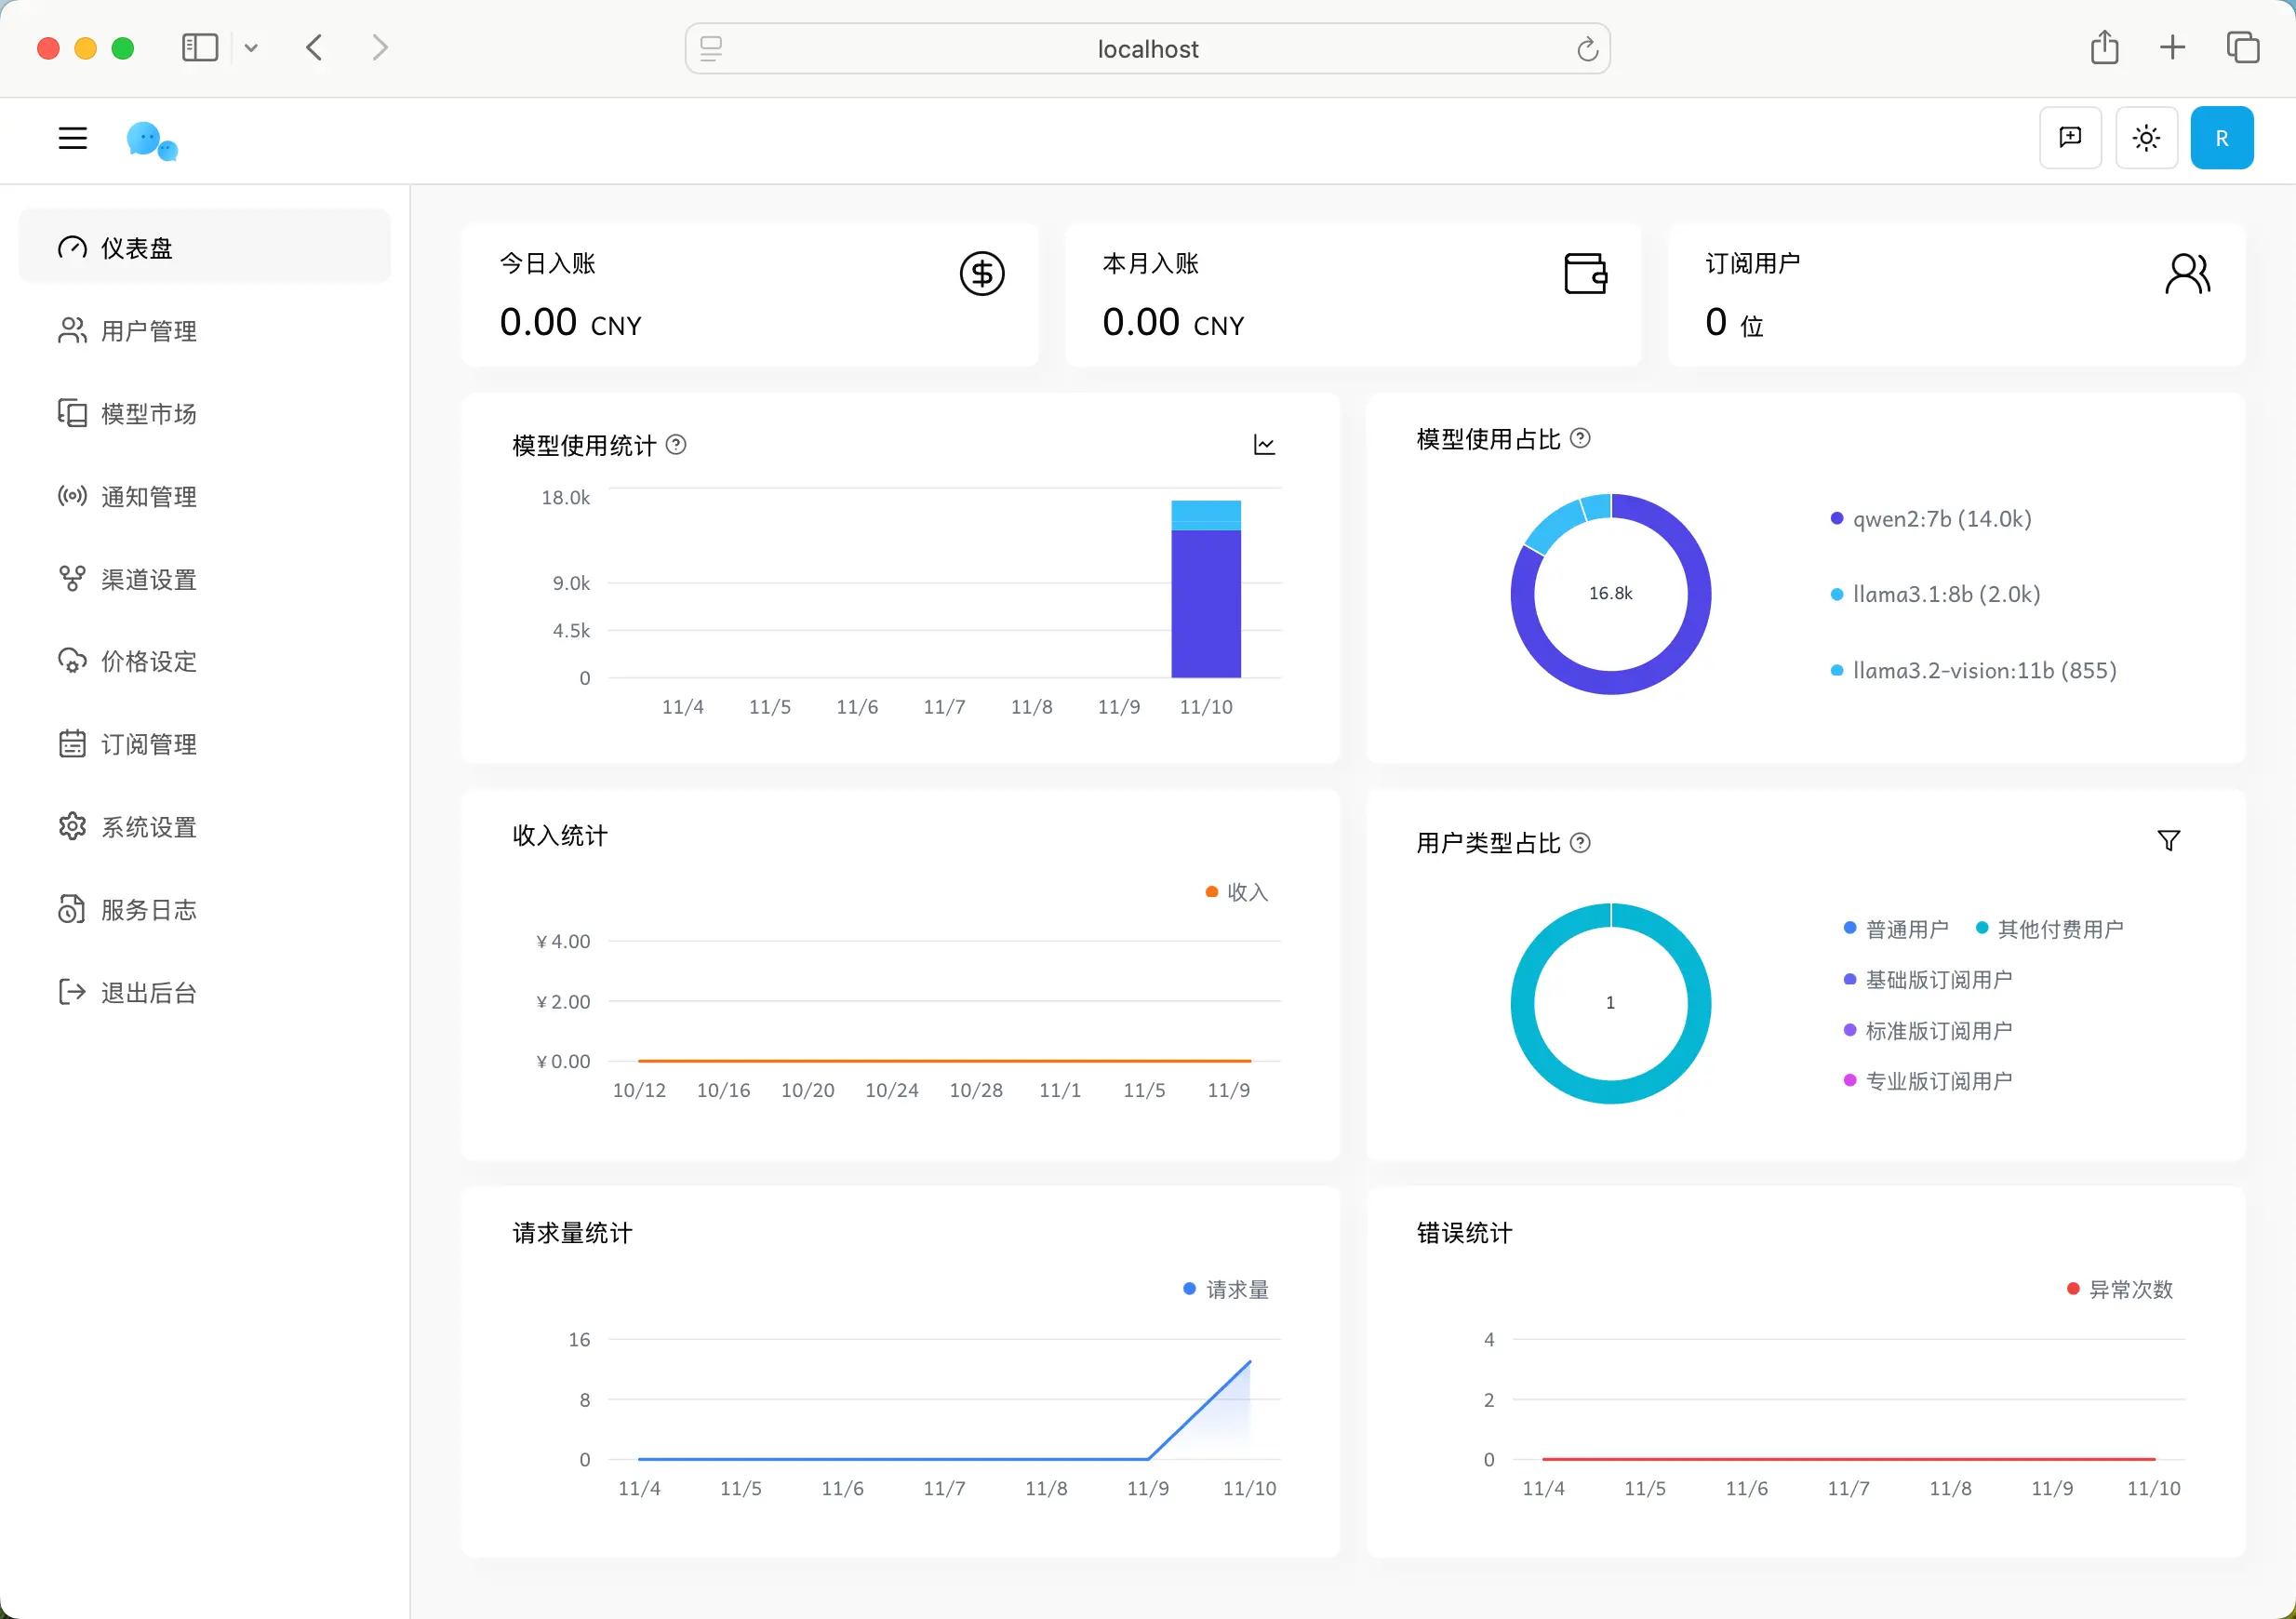 localhost
R
仪表盘
用户管理
模型市场
通知管理
渠道设置
价格设定
订阅管理
系统设置
服务日志
退出后台
今日入账
0.00 CNY
本月入账
0.00 CNY
订阅用户
0 位
模型使用统计
18.0k
9.0k
4.5k
0
11/4 11/5 11/6 11/7 11/8 11/9 11/10
模型使用占比
16.8k
qwen2:7b (14.0k)
llama3.1:8b (2.0k)
llama3.2-vision:11b (855)
收入统计
收入
¥ 4.00
¥ 2.00
¥ 0.00
10/12 10/16 10/20 10/24 10/28 11/1 11/5 11/9
用户类型占比
1
普通用户 其他付费用户
基础版订阅用户
标准版订阅用户
专业版订阅用户
请求量统计
请求量
16
8
0
11/4 11/5 11/6 11/7 11/8 11/9 11/10
错误统计
异常次数
4
2
0
11/4 11/5 11/6 11/7 11/8 11/9 11/10